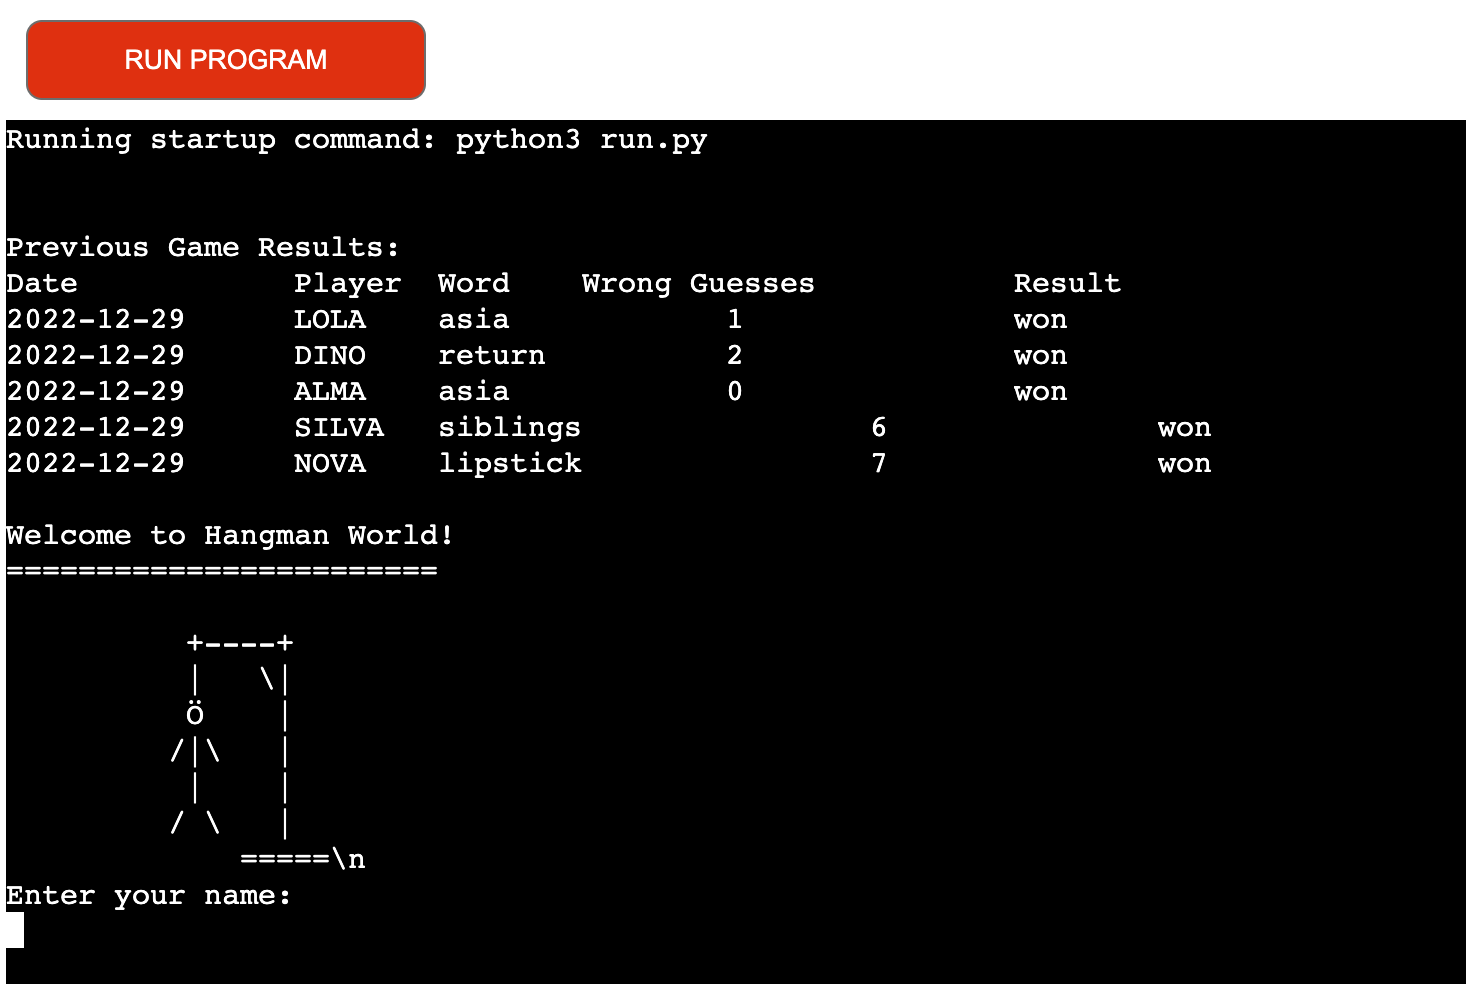 RUN PROGRAM
Running startup command: python3 run.py
Previous Game Results:
Date            Player  Word    Wrong Guesses           Result
2022-12-29      LOLA    asia            1               won
2022-12-29      DINO    return          2               won
2022-12-29      ALMA    asia            0               won
2022-12-29      SILVA   siblings                6               won
2022-12-29      NOVA    lipstick                7               won
Welcome to Hangman World!
========================
          +----+
          |   \|
          Ö    |
         /|\   |
          |    |
         / \   |
             =====\n
Enter your name: